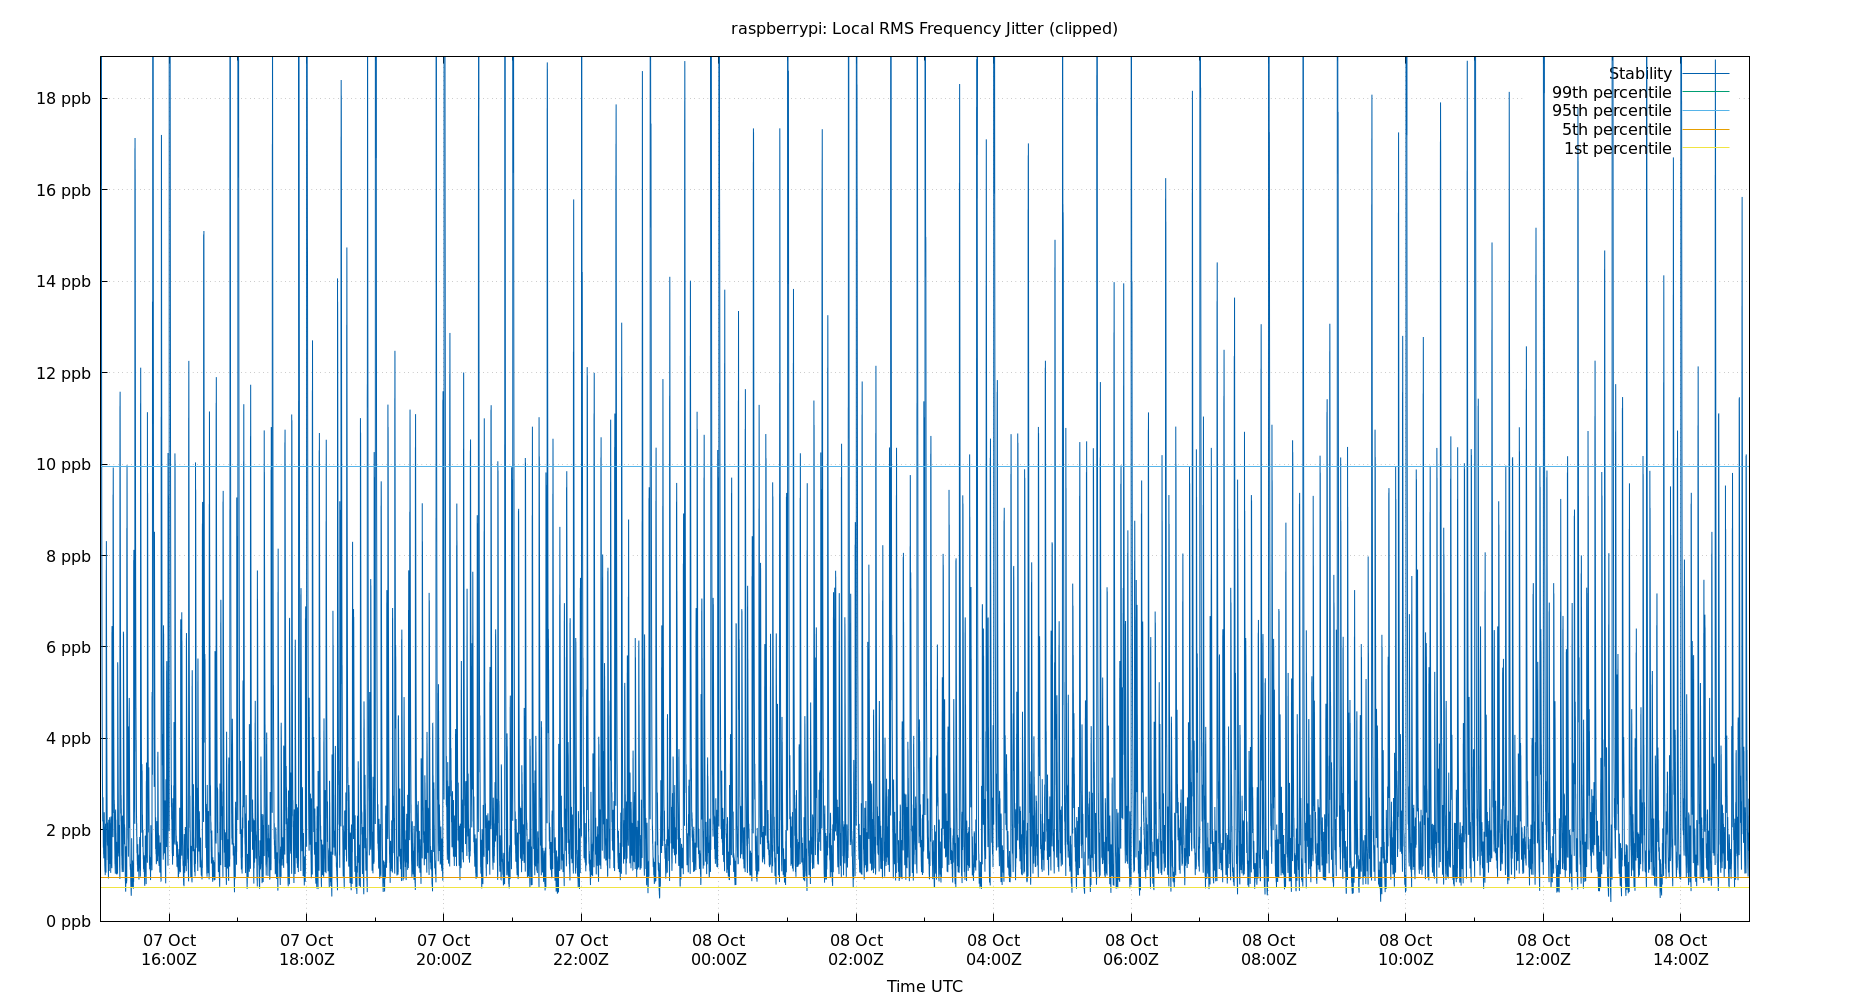 raspberrypi: Local RMS Frequency Jitter (clipped)
Stability
99th percentile
95th percentile
5th percentile
1st percentile
18 ppb
16 ppb
14 ppb
12 ppb
10 ppb
8 ppb
6 ppb
4 ppb
2 ppb
0 ppb
07 Oct 07 Oct 07 Oct 07 Oct 08 Oct 08 Oct 08 Oct 08 Oct 08 Oct 08 Oct 08 Oct 08 Oct
16:00Z 18:00Z 20:00Z 22:00Z 00:00Z 02:00Z 04:00Z 06:00Z 08:00Z 10:00Z 12:00Z 14:00Z
Time UTC